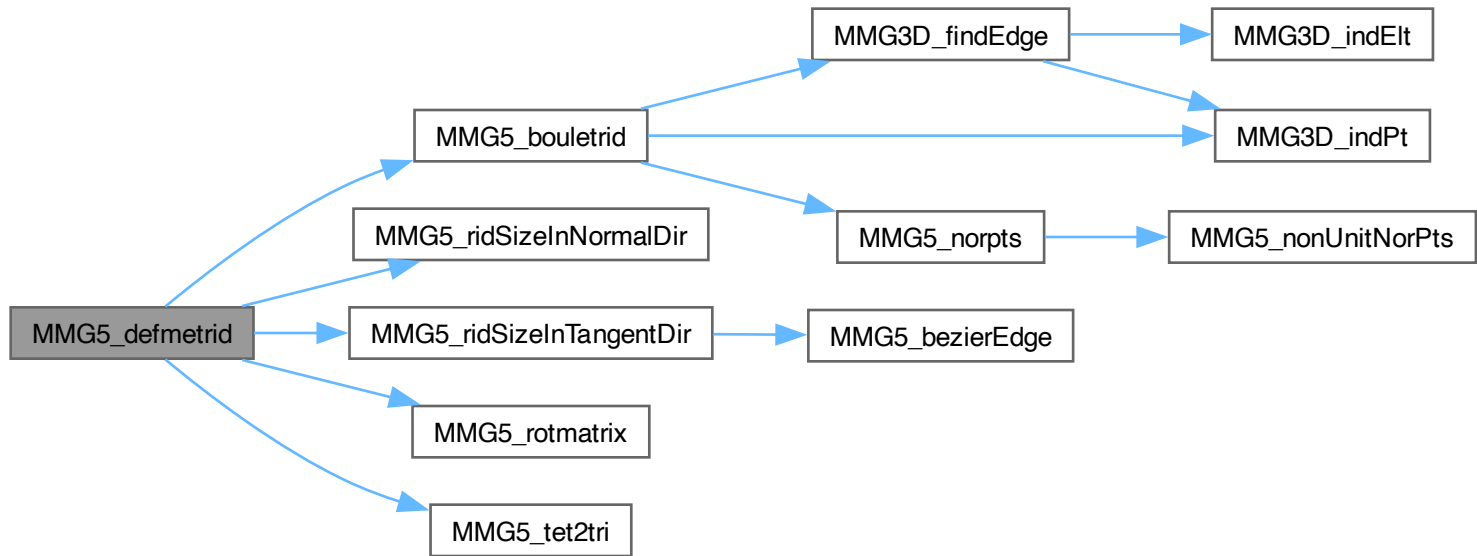 MMG3D_findEdge
MMG3D_indElt
MMG5_bouletrid
MMG3D_indPt
MMG5_ridSizeInNormalDir
MMG5_norpts
MMG5_nonUnitNorPts
MMG5_defmetrid
MMG5_ridSizeInTangentDir
MMG5_bezierEdge
MMG5_rotmatrix
MMG5_tet2tri